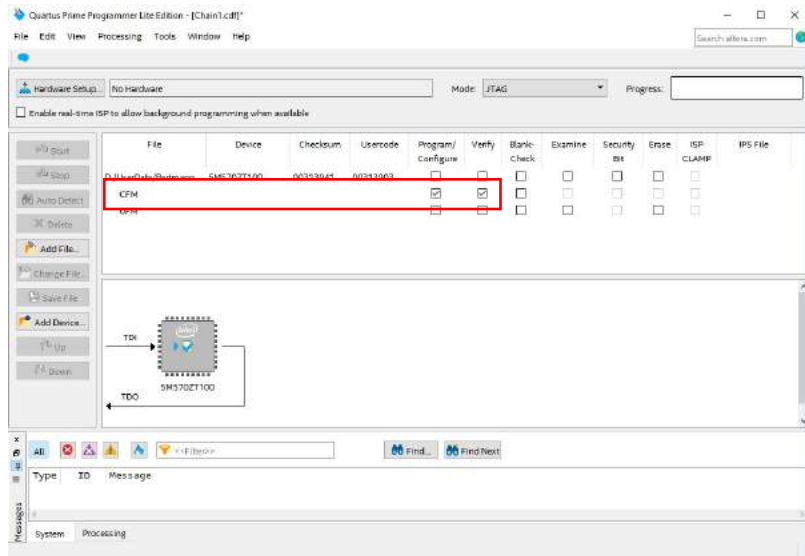 Quartus Prime Programmer Lite Edition - [Chain1.cdf]*
File Edit View Processing Tools Window Help
Search altera.com
Hardware Setup... No Hardware Mode: JTAG Progress:
Enable real-time ISP to allow background programming when available
Start
Stop
Auto Detect
Delete
Add File...
Change File...
Save File
Add Device...
Up
Down
File Device Checksum Usercode Program/ Configure Verify Blank- Check Examine Security Bit Erase ISP CLAMP IPS File
5M570ZT100
CFM
UFM
TDI
intel
5M570ZT100
TDO
All <<Filter>> Find... Find Next
Type ID Message
Messages
System Processing